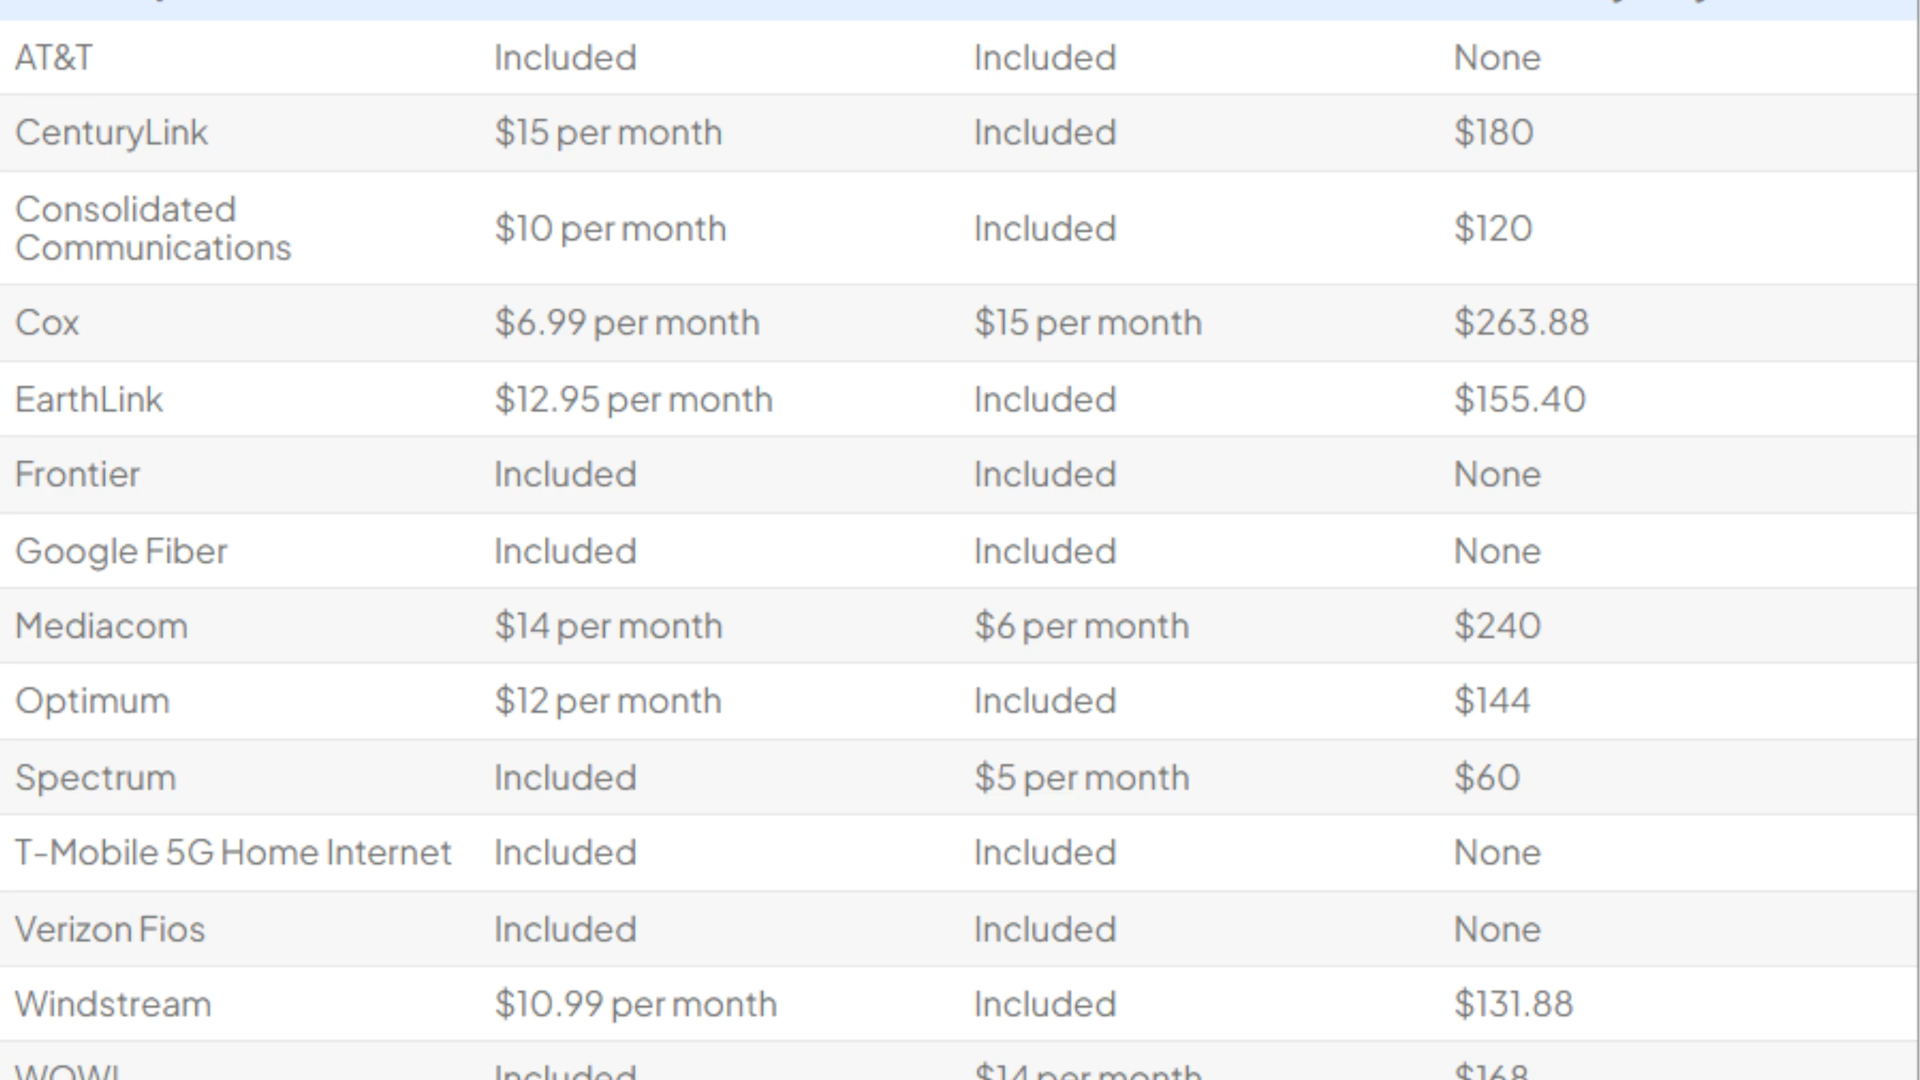 AT&T Included Included None
CenturyLink $15 per month Included $180
Consolidated
Communications $10 per month Included $120
Cox $6.99 per month $15 per month $263.88
EarthLink $12.95 per month Included $155.40
Frontier Included Included None
Google Fiber Included Included None
Mediacom $14 per month $6 per month $240
Optimum $12 per month Included $144
Spectrum Included $5 per month $60
T-Mobile 5G Home Internet Included Included None
Verizon Fios Included Included None
Windstream $10.99 per month Included $131.88
WOW! Included $14 per month $168